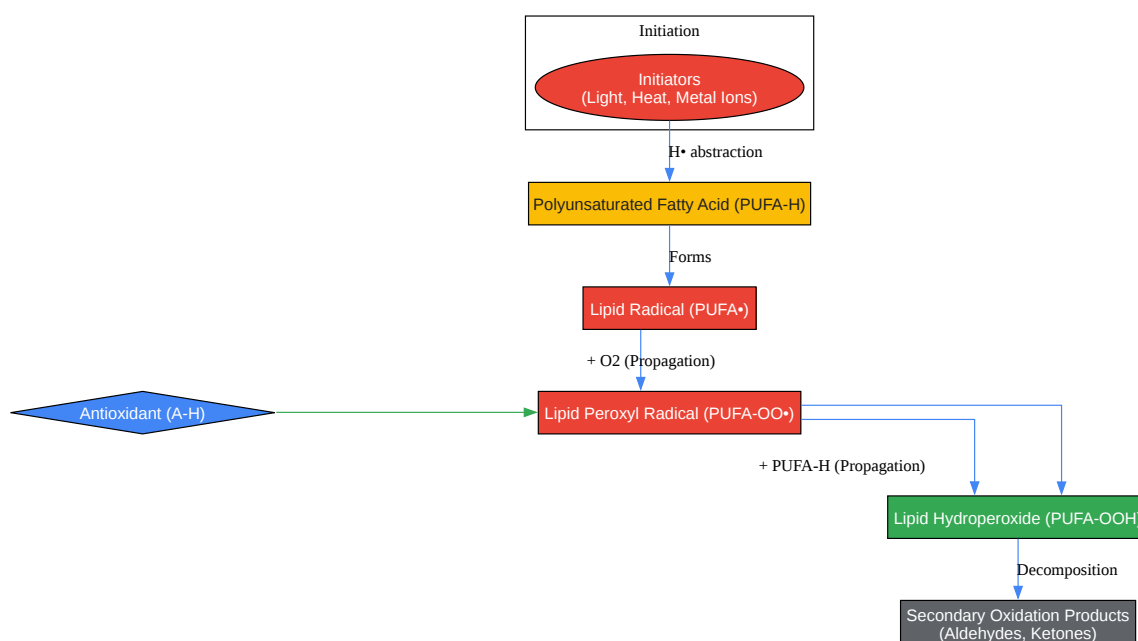 Initiation
Initiators
(Light, Heat, Metal Ions)
H• abstraction
Polyunsaturated Fatty Acid (PUFA-H)
Forms
Lipid Radical (PUFA•)
+ O2 (Propagation)
Antioxidant (A-H)
Lipid Peroxyl Radical (PUFA-OO•)
+ PUFA-H (Propagation)
Lipid Hydroperoxide (PUFA-OOH)
Decomposition
Secondary Oxidation Products
(Aldehydes, Ketones)